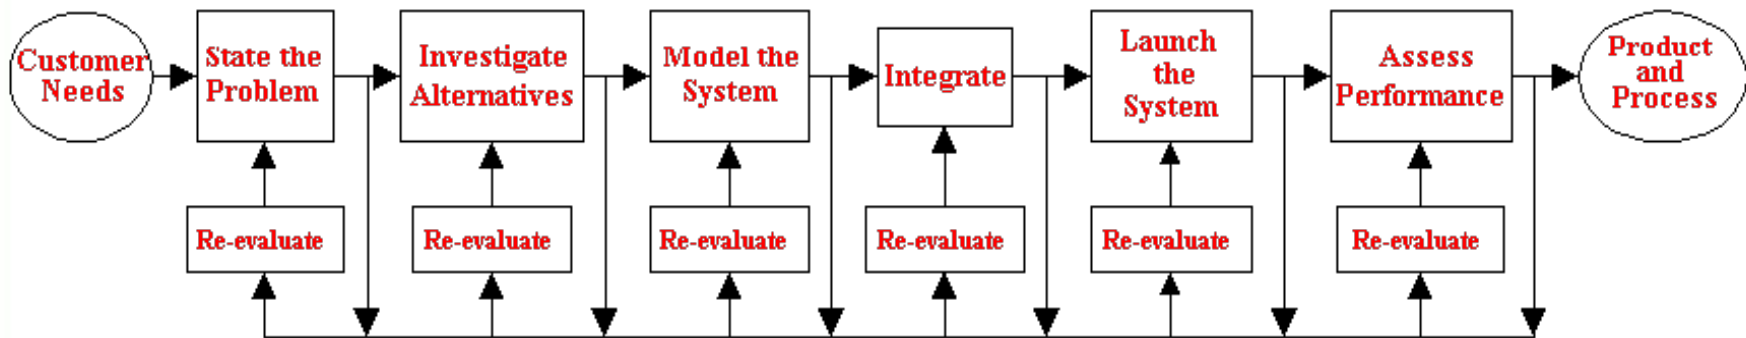 Customer
Needs
State the
Problem
Investigate
Alternatives
Model the
System
Integrate
Launch
the
System
Assess
Performance
Product
and
Process
Re-evaluate
Re-evaluate
Re-evaluate
Re-evaluate
Re-evaluate
Re-evaluate